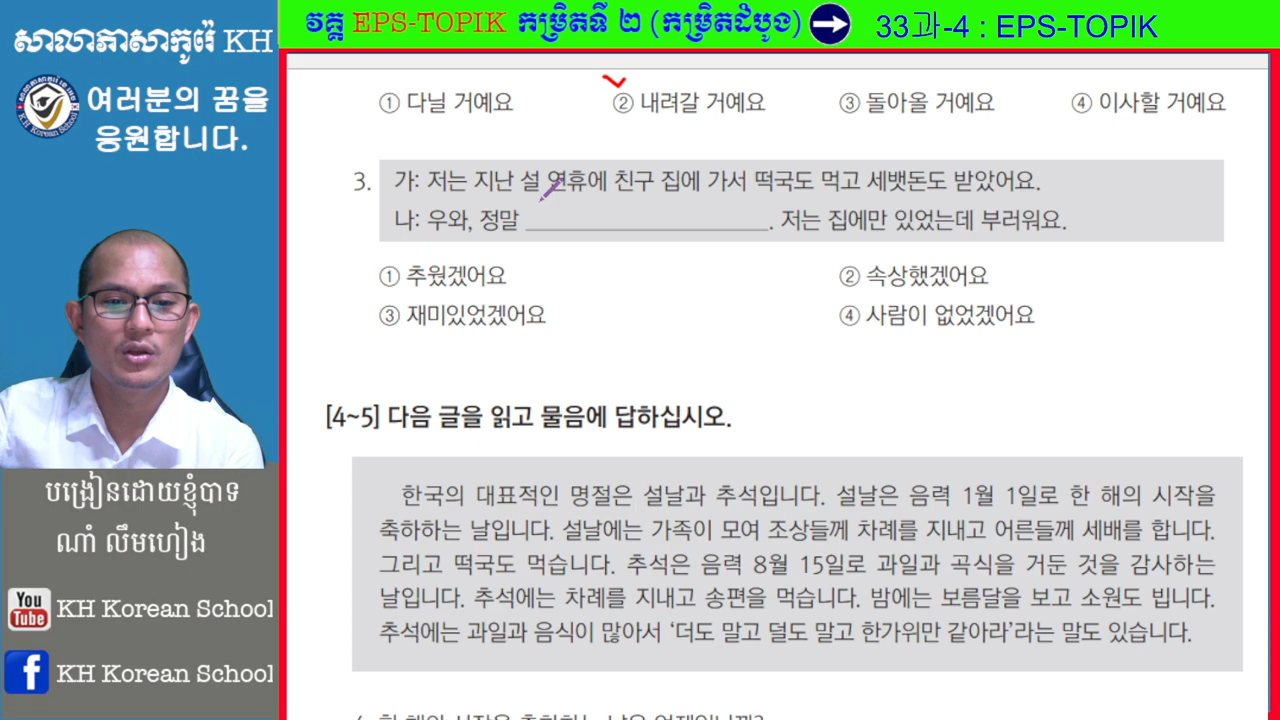 សាលាភាសាកូរ៉េ KH
វគ្គ EPS-TOPIK កម្រិតទី ២ (កម្រិតដំបូង) 33과-4 : EPS-TOPIK
여러분의 꿈을
응원합니다.
① 다닐 거예요 ② 내려갈 거예요 ③ 돌아올 거예요 ④ 이사할 거예요
3. 가: 저는 지난 설 연휴에 친구 집에 가서 떡국도 먹고 세뱃돈도 받았어요.
나: 우와, 정말 ____________________. 저는 집에만 있었는데 부러워요.
① 추웠겠어요 ② 속상했겠어요
③ 재미있었겠어요 ④ 사람이 없었겠어요
[4~5] 다음 글을 읽고 물음에 답하십시오.
한국의 대표적인 명절은 설날과 추석입니다. 설날은 음력 1월 1일로 한 해의 시작을
축하하는 날입니다. 설날에는 가족이 모여 조상들께 차례를 지내고 어른들께 세배를 합니다.
그리고 떡국도 먹습니다. 추석은 음력 8월 15일로 과일과 곡식을 거둔 것을 감사하는
날입니다. 추석에는 차례를 지내고 송편을 먹습니다. 밤에는 보름달을 보고 소원도 빕니다.
추석에는 과일과 음식이 많아서 ‘더도 말고 덜도 말고 한가위만 같아라’라는 말도 있습니다.
បង្រៀនដោយខ្ញុំបាទ
ណាំ លឹមហៀង
You Tube KH Korean School
f KH Korean School